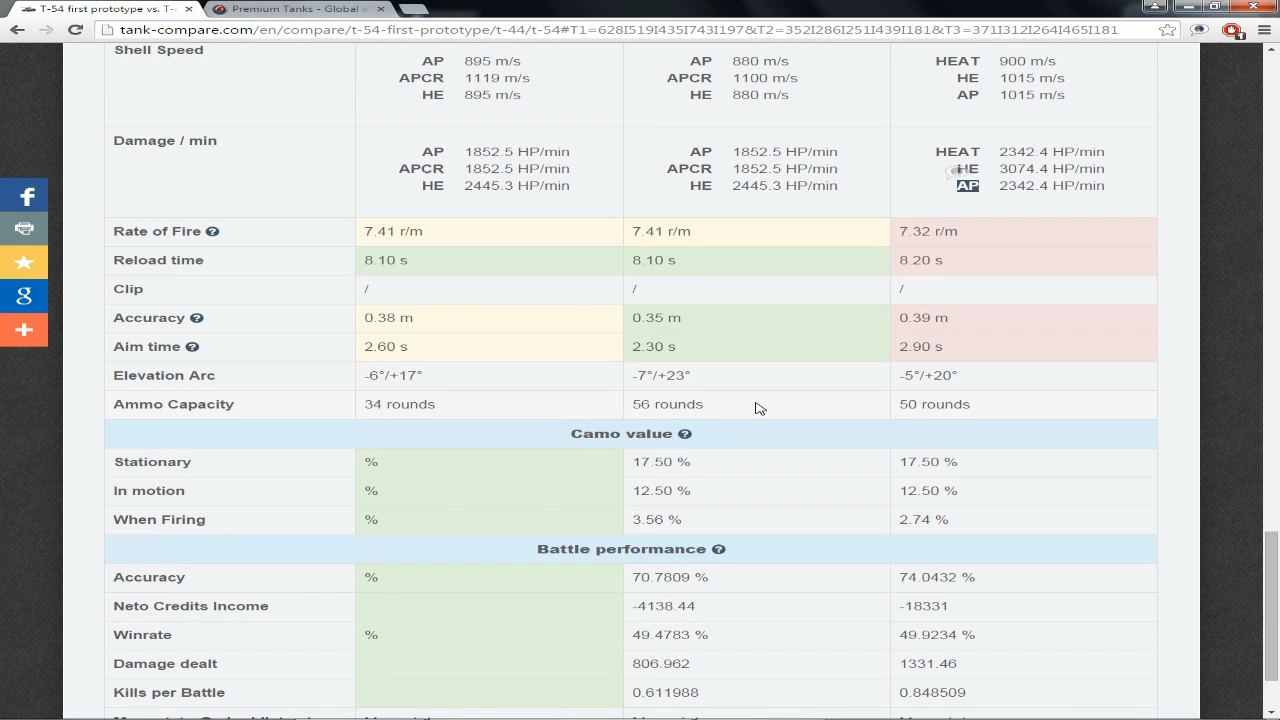 T-54 first prototype vs. T-
Premium Tanks - Global w
tank-compare.com/en/compare/t-54-first-prototype/t-44/t-54?T1=628I519I435I743I197&T2=352I286I251I439I181&T3=371I312I264I465I181
Shell Speed
AP 895 m/s AP 880 m/s HEAT 900 m/s
APCR 1119 m/s APCR 1100 m/s HE 1015 m/s
HE 895 m/s HE 880 m/s AP 1015 m/s
Damage / min
AP 1852.5 HP/min AP 1852.5 HP/min HEAT 2342.4 HP/min
APCR 1852.5 HP/min APCR 1852.5 HP/min HE 3074.4 HP/min
HE 2445.3 HP/min HE 2445.3 HP/min AP 2342.4 HP/min
Rate of Fire ? 7.41 r/m 7.41 r/m 7.32 r/m
Reload time 8.10 s 8.10 s 8.20 s
Clip / / /
Accuracy ? 0.38 m 0.35 m 0.39 m
Aim time ? 2.60 s 2.30 s 2.90 s
Elevation Arc -6°/+17° -7°/+23° -5°/+20°
Ammo Capacity 34 rounds 56 rounds 50 rounds
Camo value ?
Stationary % 17.50 % 17.50 %
In motion % 12.50 % 12.50 %
When Firing % 3.56 % 2.74 %
Battle performance ?
Accuracy % 70.7809 % 74.0432 %
Neto Credits Income -4138.44 -18331
Winrate % 49.4783 % 49.9234 %
Damage dealt 806.962 1331.46
Kills per Battle 0.611988 0.848509